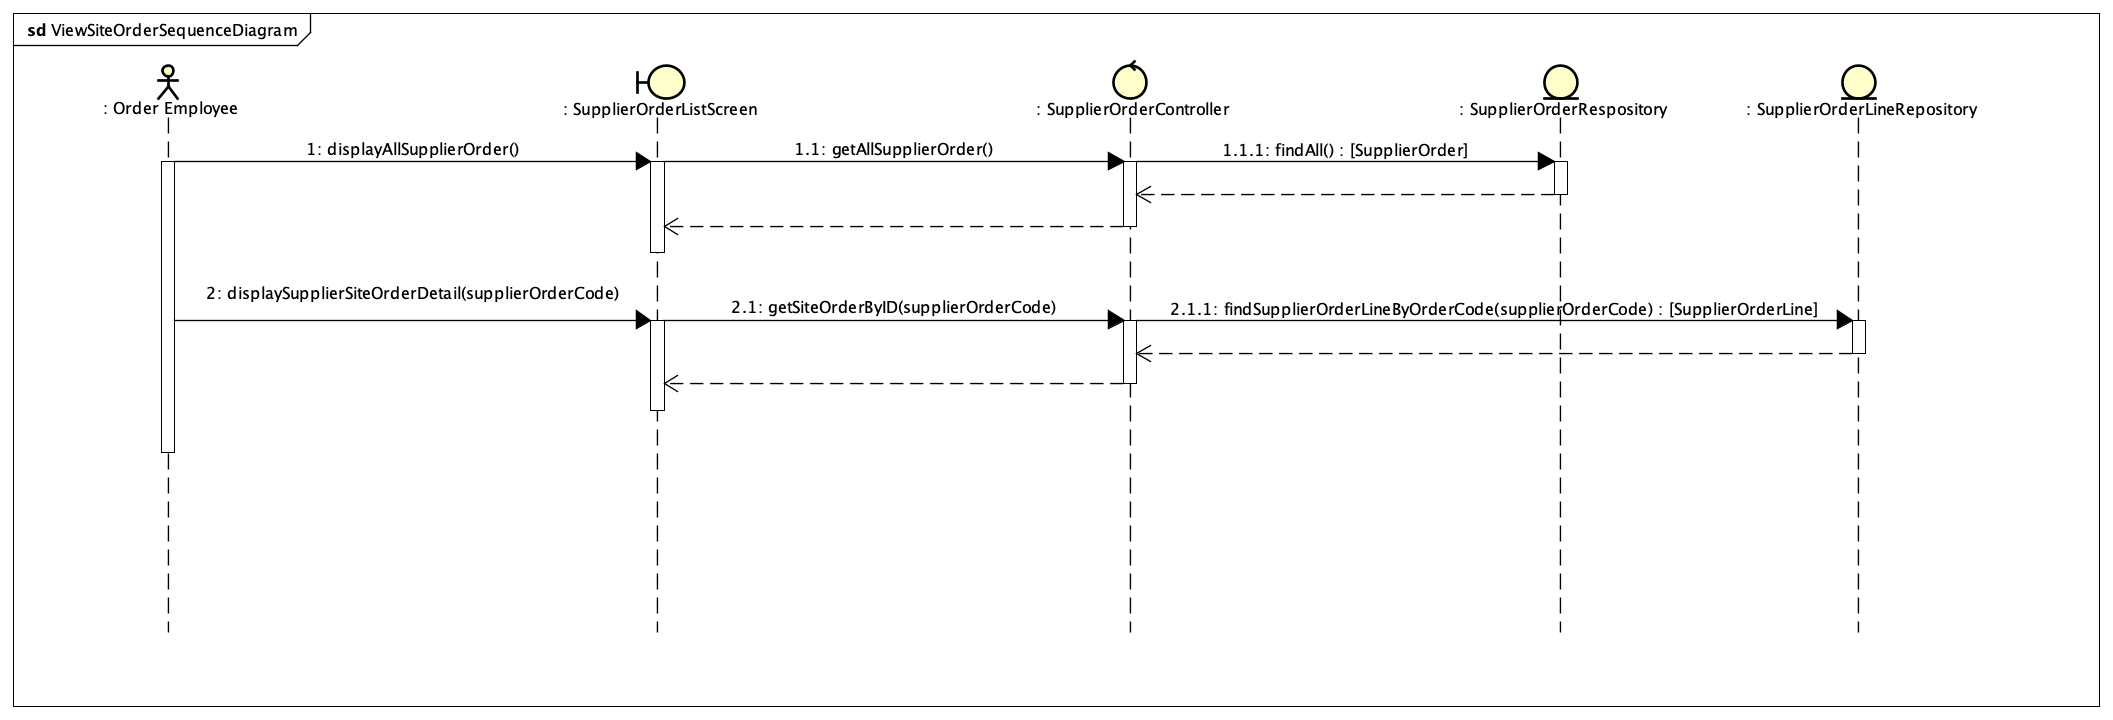 sd ViewSiteOrderSequenceDiagram
: Order Employee
: SupplierOrderListScreen
: SupplierOrderController
: SupplierOrderRespository
: SupplierOrderLineRepository
1: displayAllSupplierOrder()
1.1: getAllSupplierOrder()
1.1.1: findAll() : [SupplierOrder]
2: displaySupplierSiteOrderDetail(supplierOrderCode)
2.1: getSiteOrderByID(supplierOrderCode)
2.1.1: findSupplierOrderLineByOrderCode(supplierOrderCode) : [SupplierOrderLine]